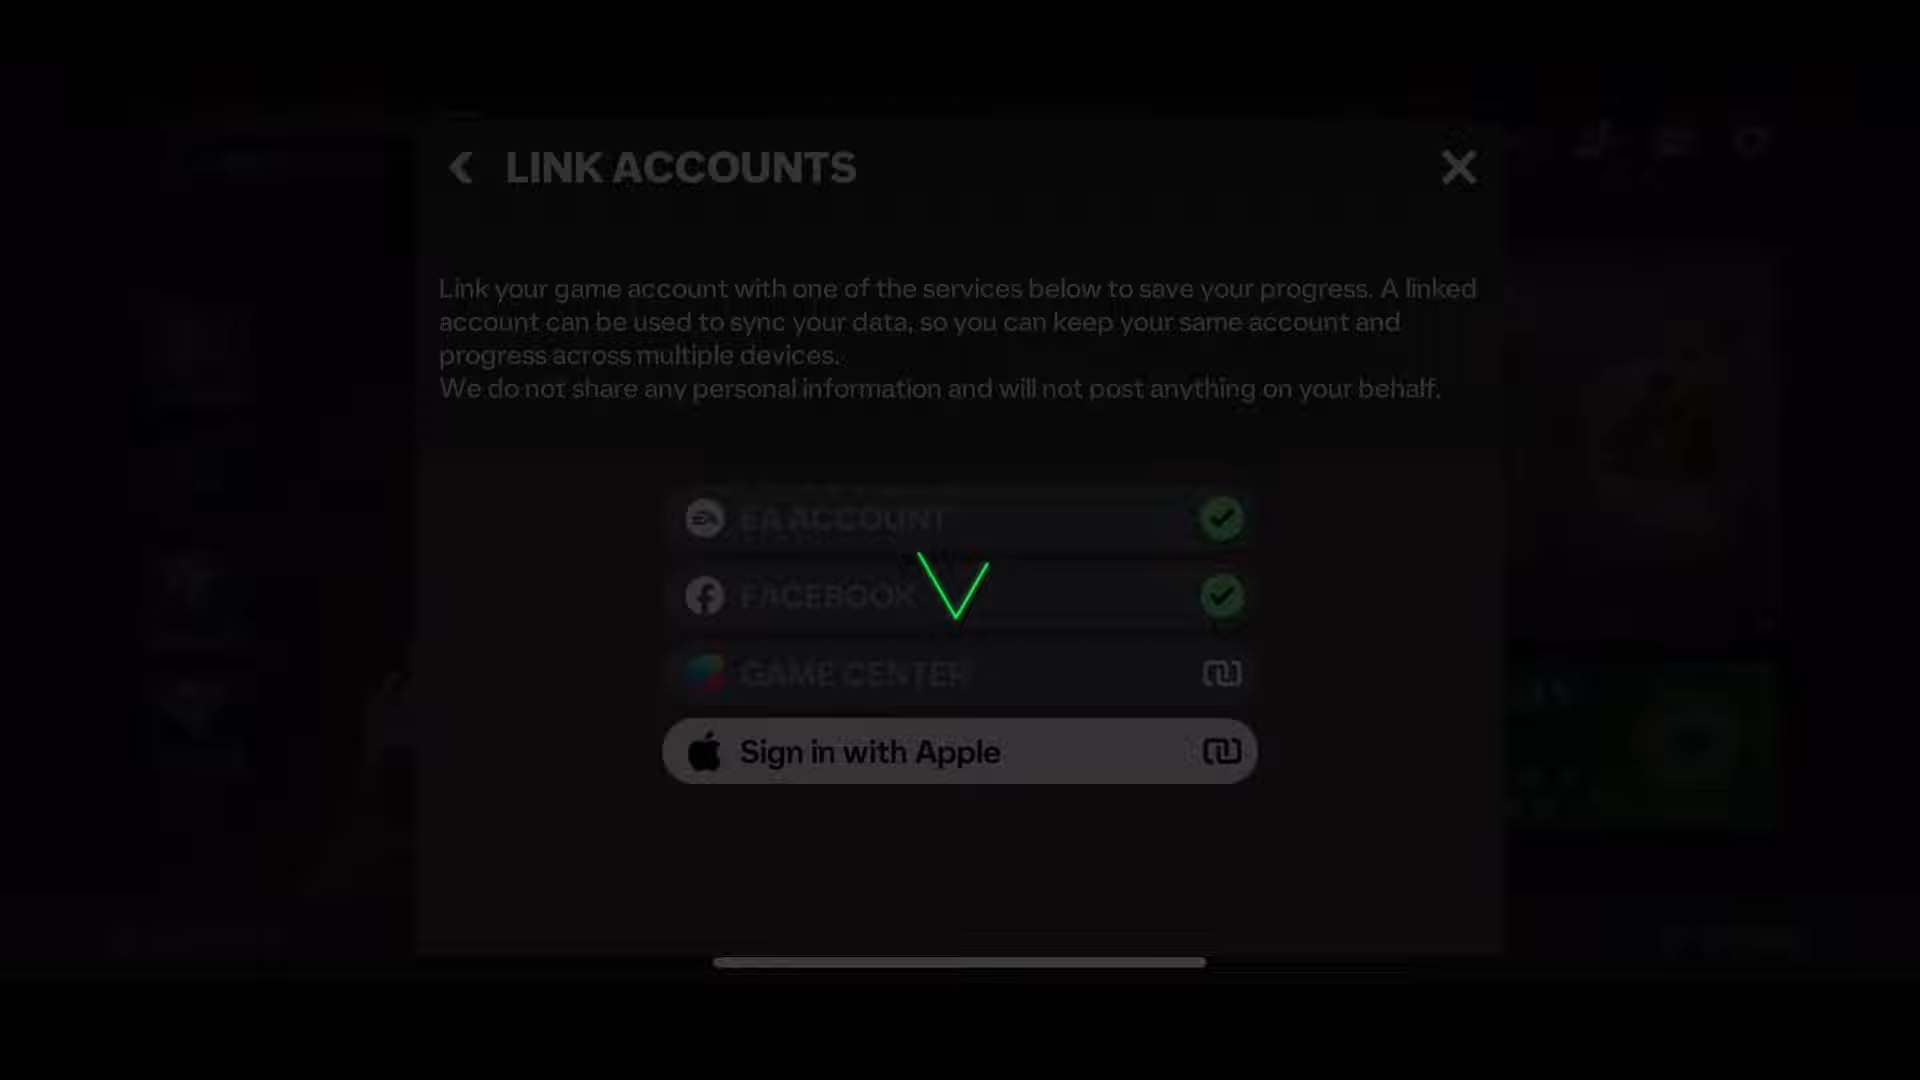 LINK ACCOUNTS
Link your game account with one of the services below to save your progress. A linked
account can be used to sync your data, so you can keep your same account and
progress across multiple devices.
We do not share any personal information and will not post anything on your behalf.
EA ACCOUNT
FACEBOOK
GAME CENTER
Sign in with Apple